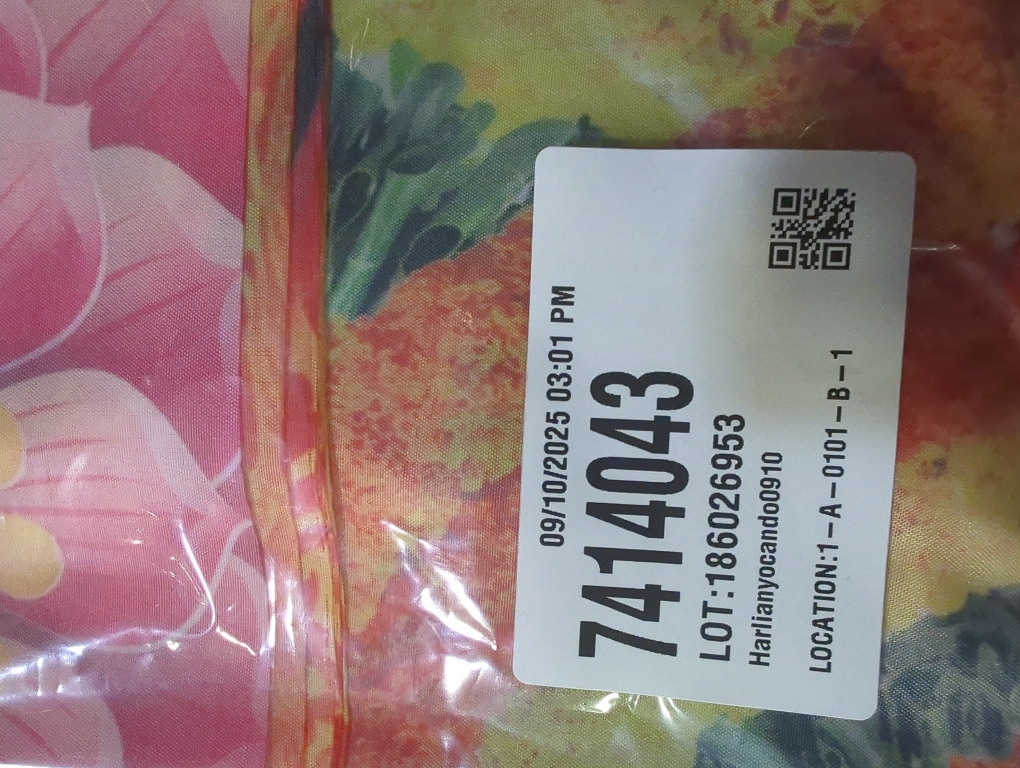 09/10/2025 03:01 PM
7414043
LOT:186026953
Harlianyocando0910
LOCATION:1-A-0101-B-1